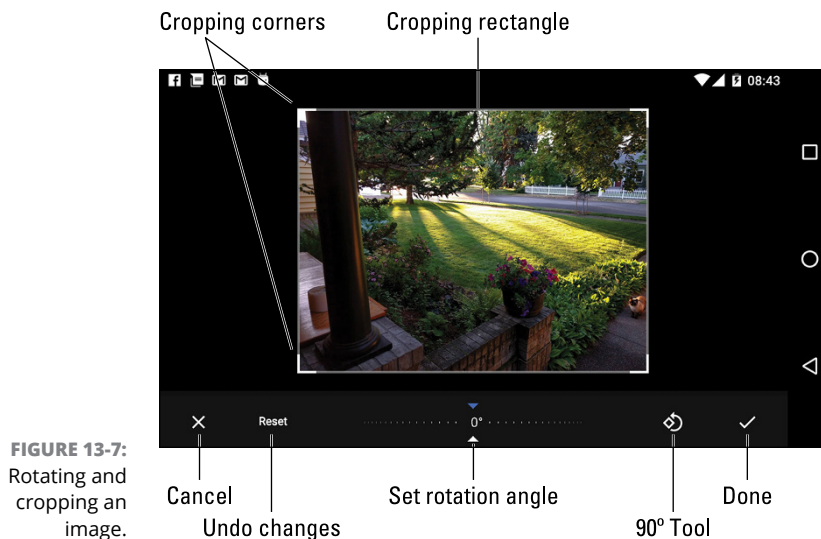 Cropping corners
Cropping rectangle
08:43
Reset
0°
Cancel
Undo changes
Set rotation angle
90º Tool
Done
FIGURE 13-7:
Rotating and
cropping an
image.